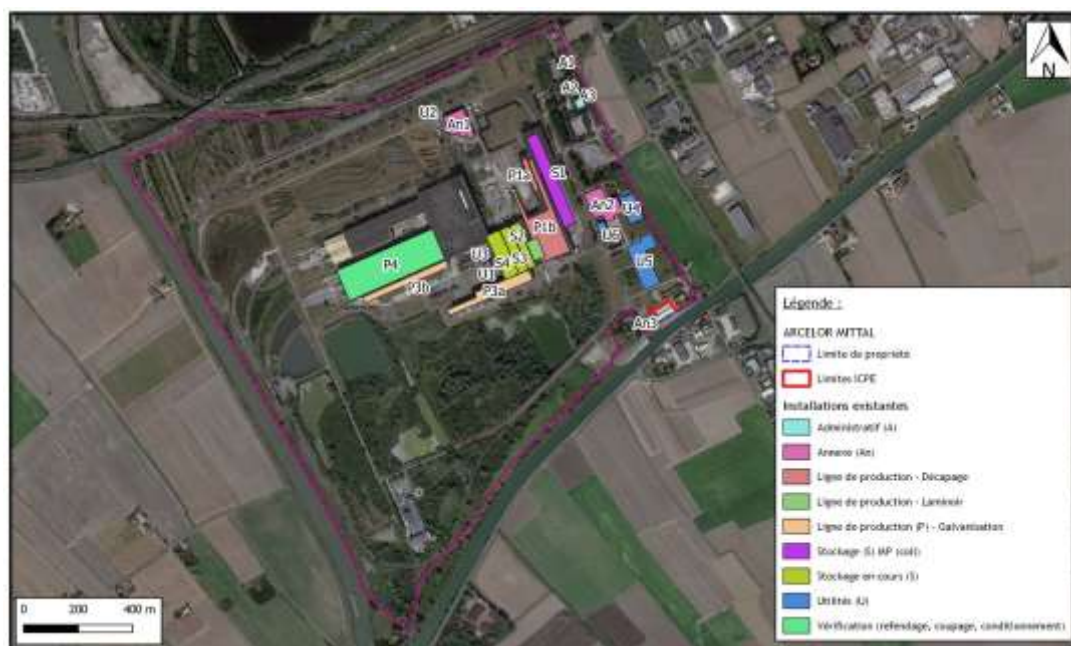 N
A1
A2
A3
U2
An1
P1a
S1
An2
U4
U6
P1b
S2
U3
S4
S3
U5
P4
U1
P3b
P3a
An3
Légende :
ARCELOR MITTAL
Limite de propriété
Limites ICPE
Installations existantes
Administratif (A)
Annexe (An)
Ligne de production - Décapage
Ligne de production - Laminoir
Ligne de production (P) - Galvanisation
Stockage (S) MP (coil)
Stockage en-cours (S)
Utilités (U)
Vérification (refendage, coupage, conditionnement)
0 200 400 m